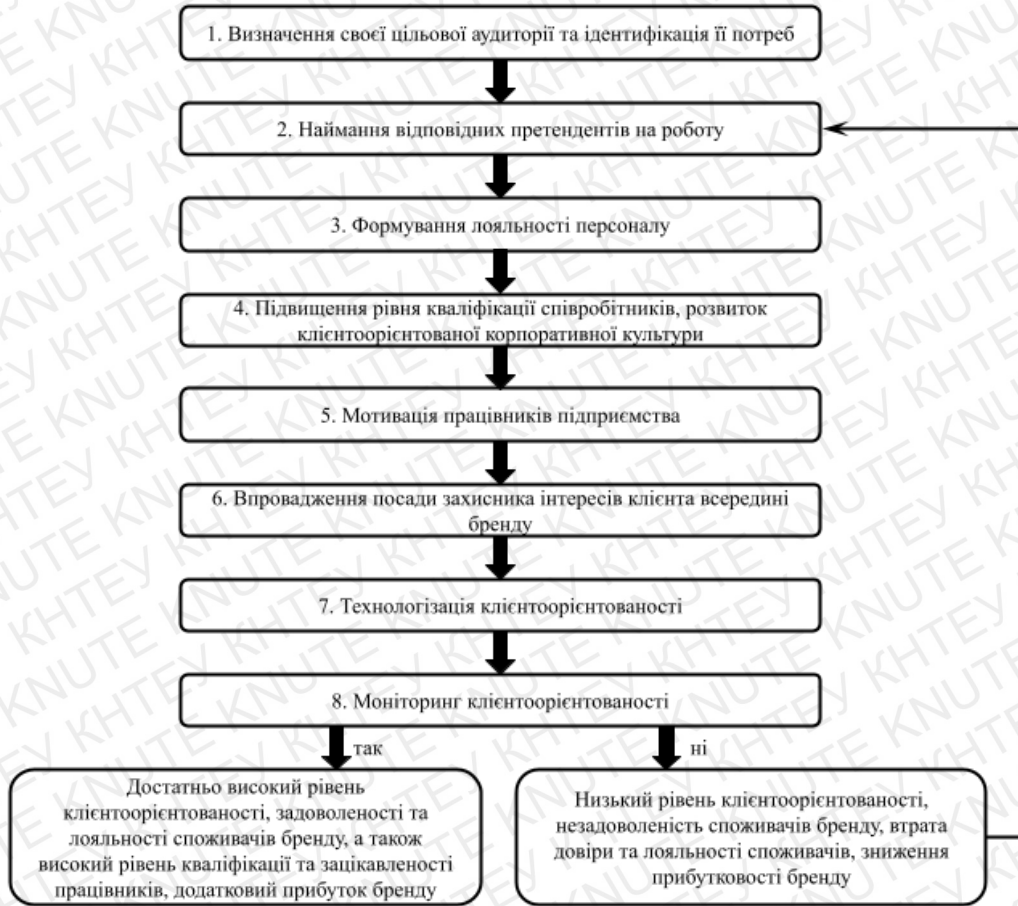 1. Визначення своєї цільової аудиторії та ідентифікація її потреб
2. Наймання відповідних претендентів на роботу
3. Формування лояльності персоналу
4. Підвищення рівня кваліфікації співробітників, розвиток
клієнтоорієнтованої корпоративної культури
5. Мотивація працівників підприємства
6. Впровадження посади захисника інтересів клієнта всередині
бренду
7. Технологізація клієнтоорієнтованості
8. Моніторинг клієнтоорієнтованості
так
ні
Достатньо високий рівень
клієнтоорієнтованості, задоволеності та
лояльності споживачів бренду, а також
високий рівень кваліфікації та зацікавленості
працівників, додатковий прибуток бренду
Низький рівень клієнтоорієнтованості,
незадоволеність споживачів бренду, втрата
довіри та лояльності споживачів, зниження
прибутковості бренду